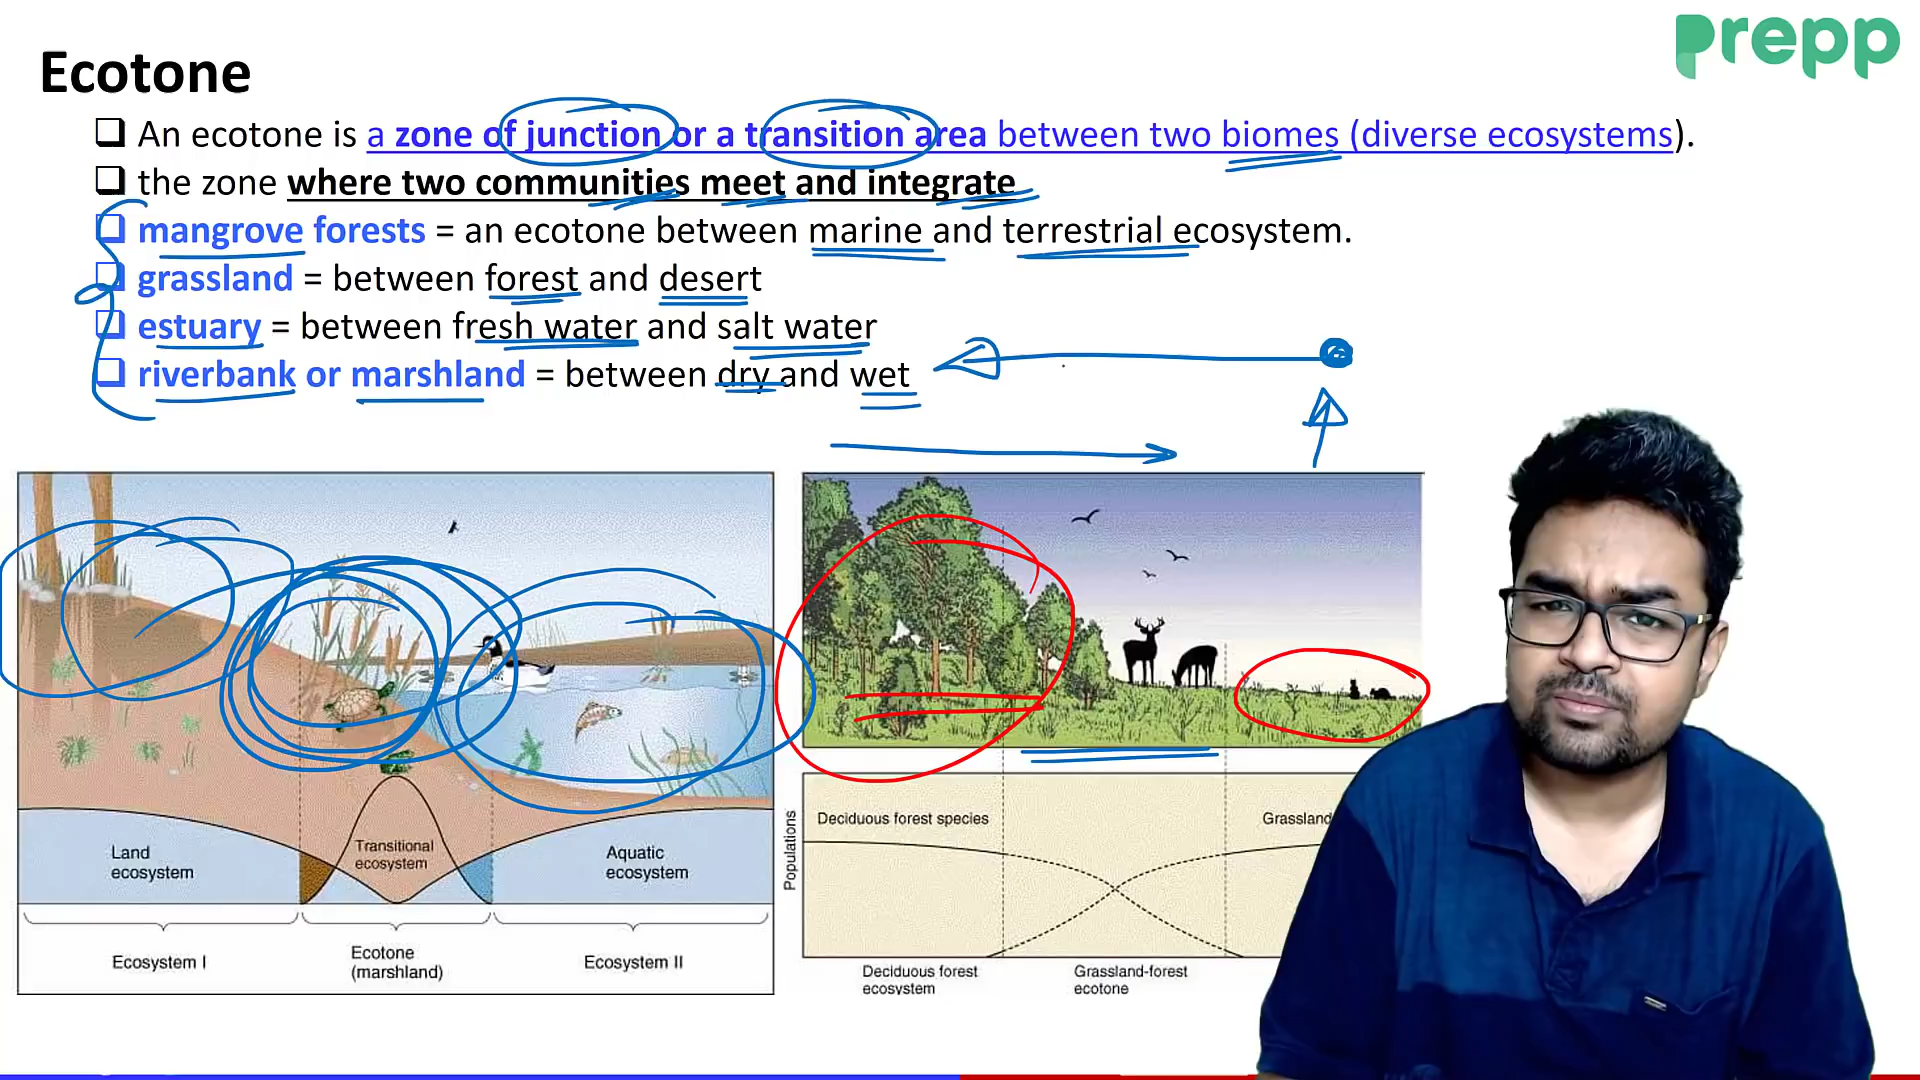 prepp
Ecotone
An ecotone is a zone of junction or a transition area between two biomes (diverse ecosystems).
the zone where two communities meet and integrate
mangrove forests = an ecotone between marine and terrestrial ecosystem.
grassland = between forest and desert
estuary = between fresh water and salt water
riverbank or marshland = between dry and wet
Land
ecosystem
Transitional
ecosystem
Aquatic
ecosystem
Ecosystem I
Ecotone
(marshland)
Ecosystem II
Populations
Deciduous forest species
Grassland
Deciduous forest
ecosystem
Grassland-forest
ecotone